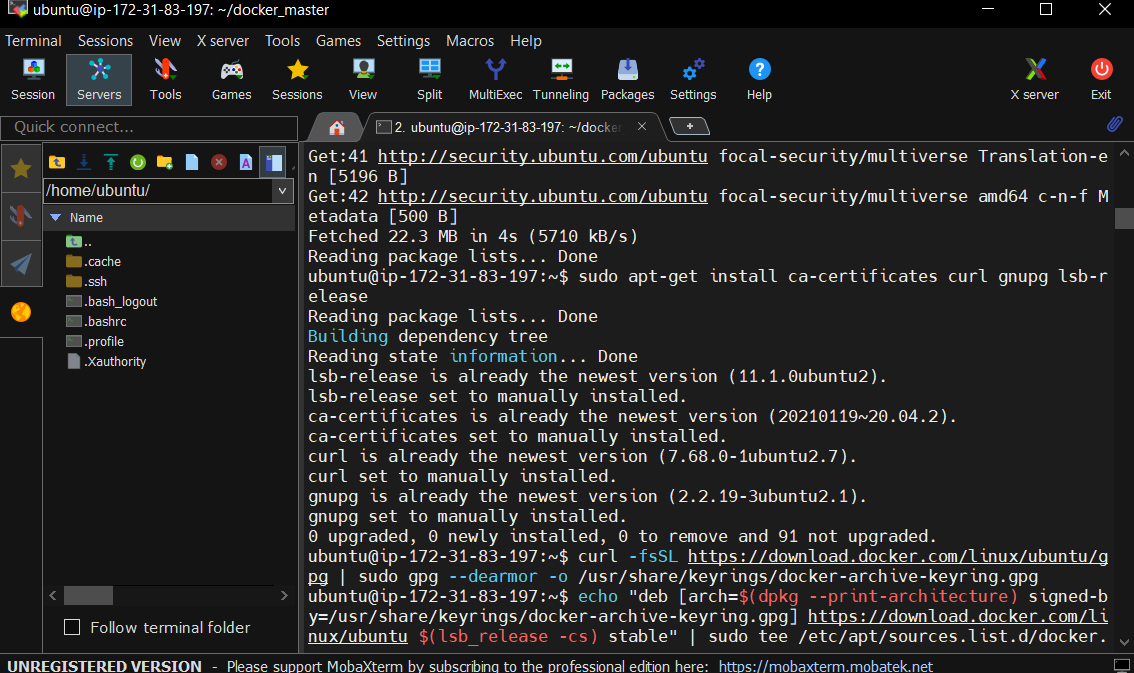 ubuntu@ip-172-31-83-197: ~/docker_master
Terminal Sessions View X server Tools Games Settings Macros Help
Session Servers Tools Games Sessions View Split MultiExec Tunneling Packages Settings Help X server Exit
Quick connect...
2. ubuntu@ip-172-31-83-197: ~/docker
/home/ubuntu/
Name
..
.cache
.ssh
.bash_logout
.bashrc
.profile
.Xauthority
Follow terminal folder
Get:41 http://security.ubuntu.com/ubuntu focal-security/multiverse Translation-e
n [5196 B]
Get:42 http://security.ubuntu.com/ubuntu focal-security/multiverse amd64 c-n-f M
etadata [500 B]
Fetched 22.3 MB in 4s (5710 kB/s)
Reading package lists... Done
ubuntu@ip-172-31-83-197:~$ sudo apt-get install ca-certificates curl gnupg lsb-r
elease
Reading package lists... Done
Building dependency tree
Reading state information... Done
lsb-release is already the newest version (11.1.0ubuntu2).
lsb-release set to manually installed.
ca-certificates is already the newest version (20210119~20.04.2).
ca-certificates set to manually installed.
curl is already the newest version (7.68.0-1ubuntu2.7).
curl set to manually installed.
gnupg is already the newest version (2.2.19-3ubuntu2.1).
gnupg set to manually installed.
0 upgraded, 0 newly installed, 0 to remove and 91 not upgraded.
ubuntu@ip-172-31-83-197:~$ curl -fsSL https://download.docker.com/linux/ubuntu/g
pg | sudo gpg --dearmor -o /usr/share/keyrings/docker-archive-keyring.gpg
ubuntu@ip-172-31-83-197:~$ echo "deb [arch=$(dpkg --print-architecture) signed-b
y=/usr/share/keyrings/docker-archive-keyring.gpg] https://download.docker.com/li
nux/ubuntu $(lsb_release -cs) stable" | sudo tee /etc/apt/sources.list.d/docker.
UNREGISTERED VERSION - Please support MobaXterm by subscribing to the professional edition here: https://mobaxterm.mobatek.net